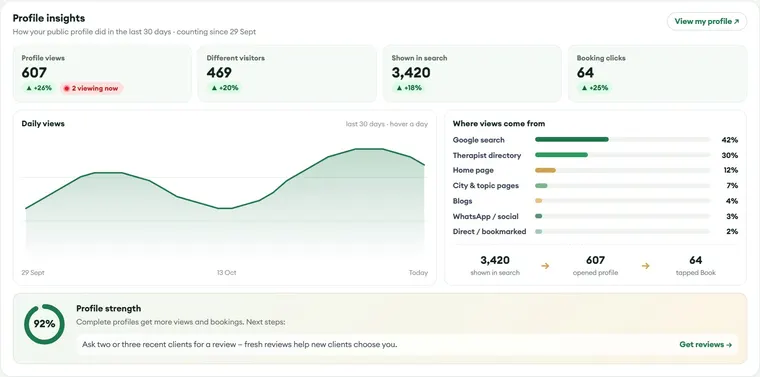 Profile insights
How your public profile did in the last 30 days · counting since 29 Sept
View my profile ↗
Profile views
607
▲ +26%
2 viewing now
Different visitors
469
▲ +20%
Shown in search
3,420
▲ +18%
Booking clicks
64
▲ +25%
Daily views
last 30 days · hover a day
29 Sept
13 Oct
Today
Where views come from
Google search 42%
Therapist directory 30%
Home page 12%
City & topic pages 7%
Blogs 4%
WhatsApp / social 3%
Direct / bookmarked 2%
3,420 → 607 → 64
shown in search opened profile tapped Book
92%
Profile strength
Complete profiles get more views and bookings. Next steps:
Ask two or three recent clients for a review – fresh reviews help new clients choose you.
Get reviews →